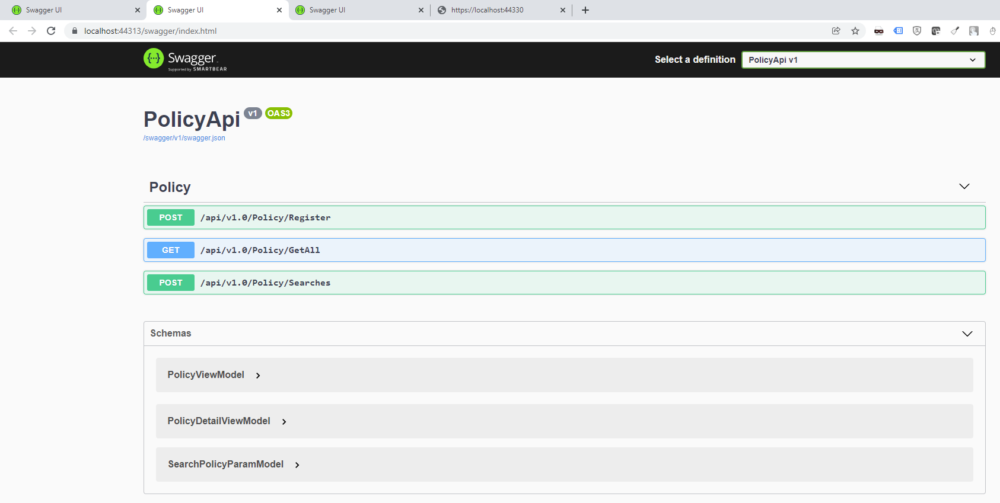 Swagger UI
Swagger UI
Swagger UI
https://localhost:44330
localhost:44313/swagger/index.html
Swagger
Supported by SMARTBEAR
Select a definition
PolicyApi v1
PolicyApi v1 OAS3
/swagger/v1/swagger.json
Policy
POST /api/v1.0/Policy/Register
GET /api/v1.0/Policy/GetAll
POST /api/v1.0/Policy/Searches
Schemas
PolicyViewModel
PolicyDetailViewModel
SearchPolicyParamModel